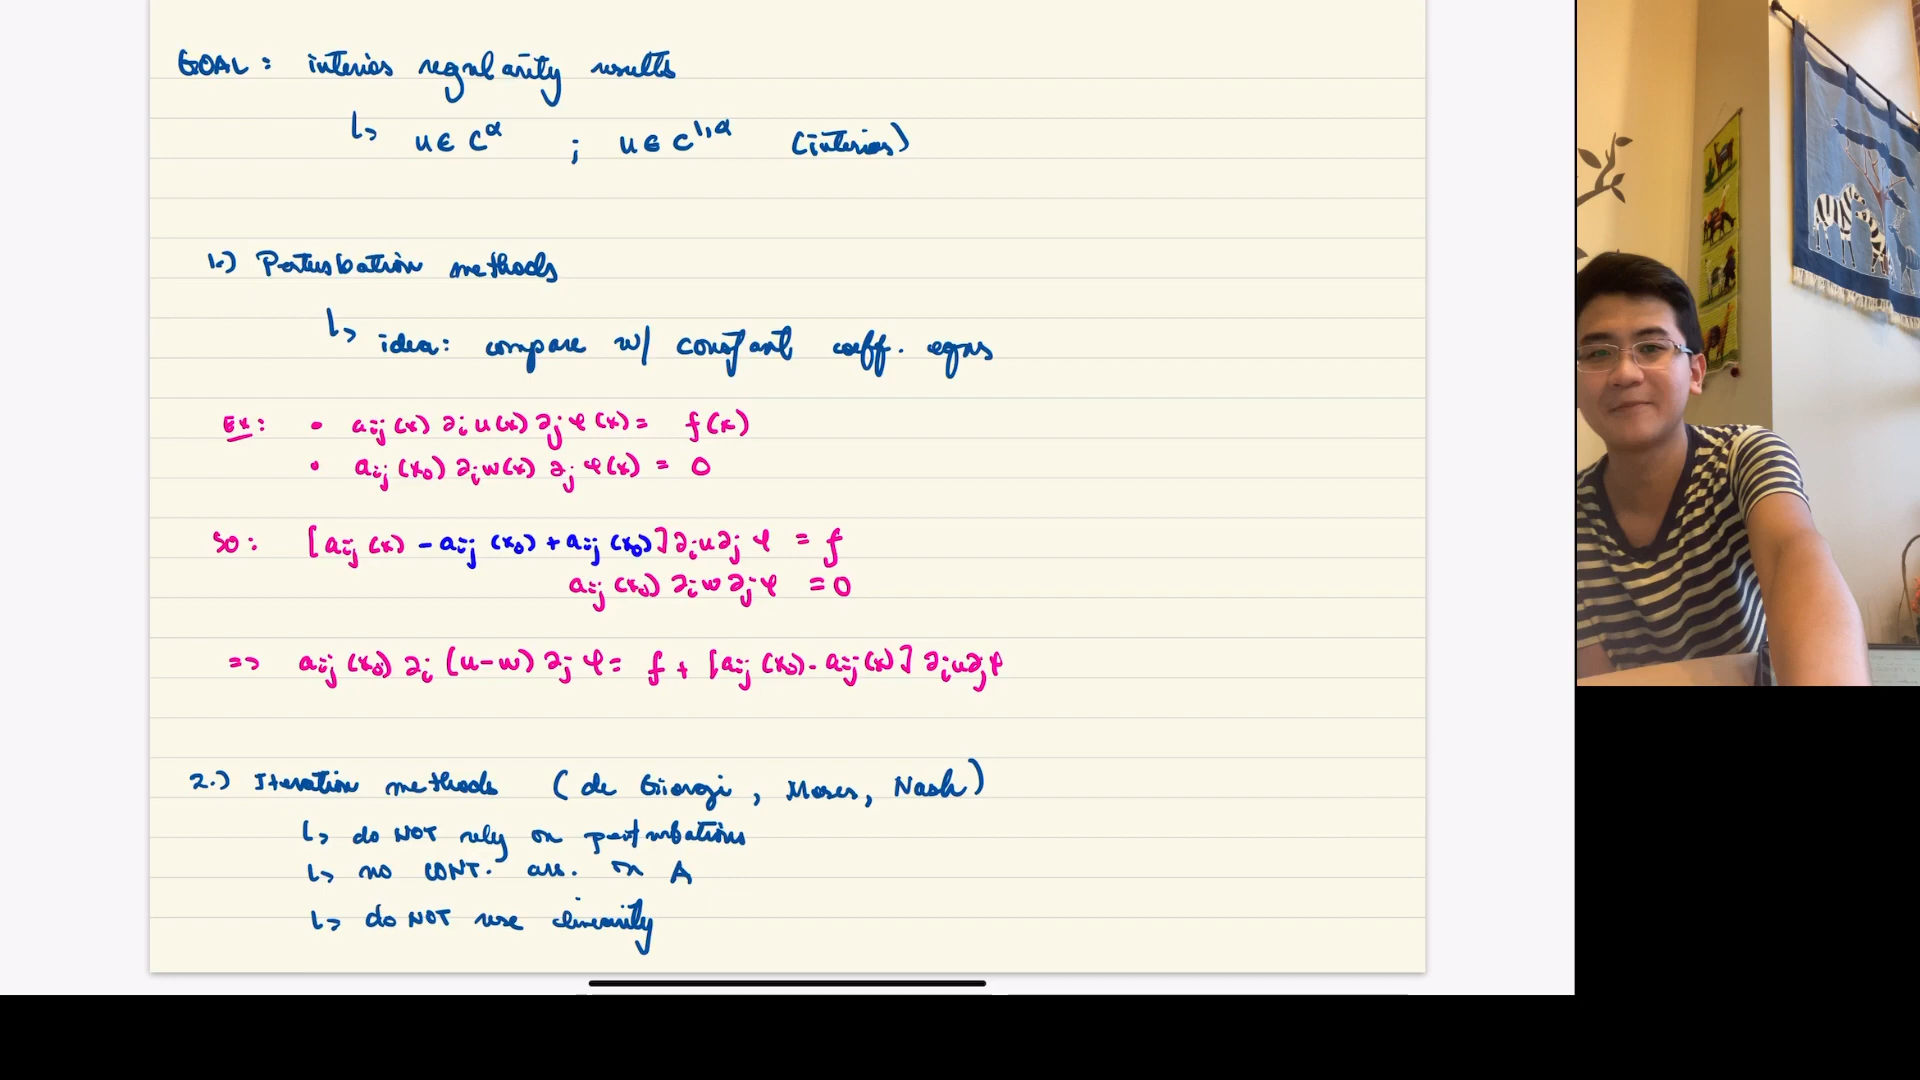 GOAL: interior regularity results
↳ u ∈ C^α ; u ∈ C^{1,α} (interior)
1.) Perturbation methods
↳ idea: compare w/ constant coeff. eqns
Ex: • a_ij (x) ∂_i u(x) ∂_j φ(x) = f(x)
• a_ij (x_0) ∂_i w(x) ∂_j φ(x) = 0
SO: [a_ij (x) - a_ij (x_0) + a_ij (x_0)] ∂_i u ∂_j φ = f
a_ij (x_0) ∂_i w ∂_j φ = 0
=> a_ij (x_0) ∂_i (u-w) ∂_j φ = f + [a_ij (x_0) - a_ij (x)] ∂_i u ∂_j φ
2.) Iteration methods (de Giorgi, Moser, Nash)
↳ do NOT rely on perturbations
↳ no CONT. ass. on A
↳ do NOT use linearity